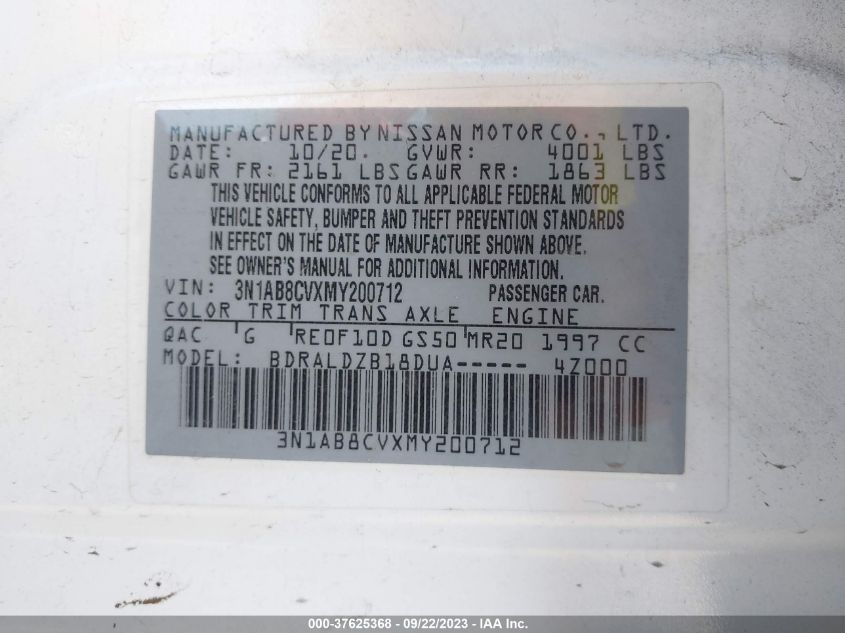 MANUFACTURED BY NISSAN MOTOR CO., LTD.
DATE: 10/20. GVWR: 4001 LBS
GAWR FR: 2161 LBS GAWR RR: 1863 LBS
THIS VEHICLE CONFORMS TO ALL APPLICABLE FEDERAL MOTOR
VEHICLE SAFETY, BUMPER AND THEFT PREVENTION STANDARDS
IN EFFECT ON THE DATE OF MANUFACTURE SHOWN ABOVE.
SEE OWNER'S MANUAL FOR ADDITIONAL INFORMATION.
VIN: 3N1AB8CVXMY200712 PASSENGER CAR.
COLOR TRIM TRANS AXLE ENGINE
QAC G RE0F10D GS50 MR20 1997 CC
MODEL: BDRALDZB18DUA----- 4Z000
3N1AB8CVXMY200712
000-37625368 - 09/22/2023 - IAA Inc.